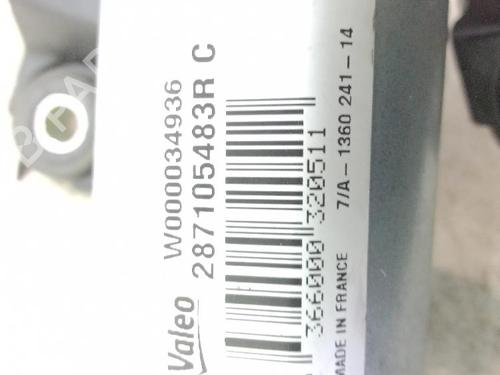 Valeo W000034936
287105483R C
366000 320511
MADE IN FRANCE 7/A-1360 241-14